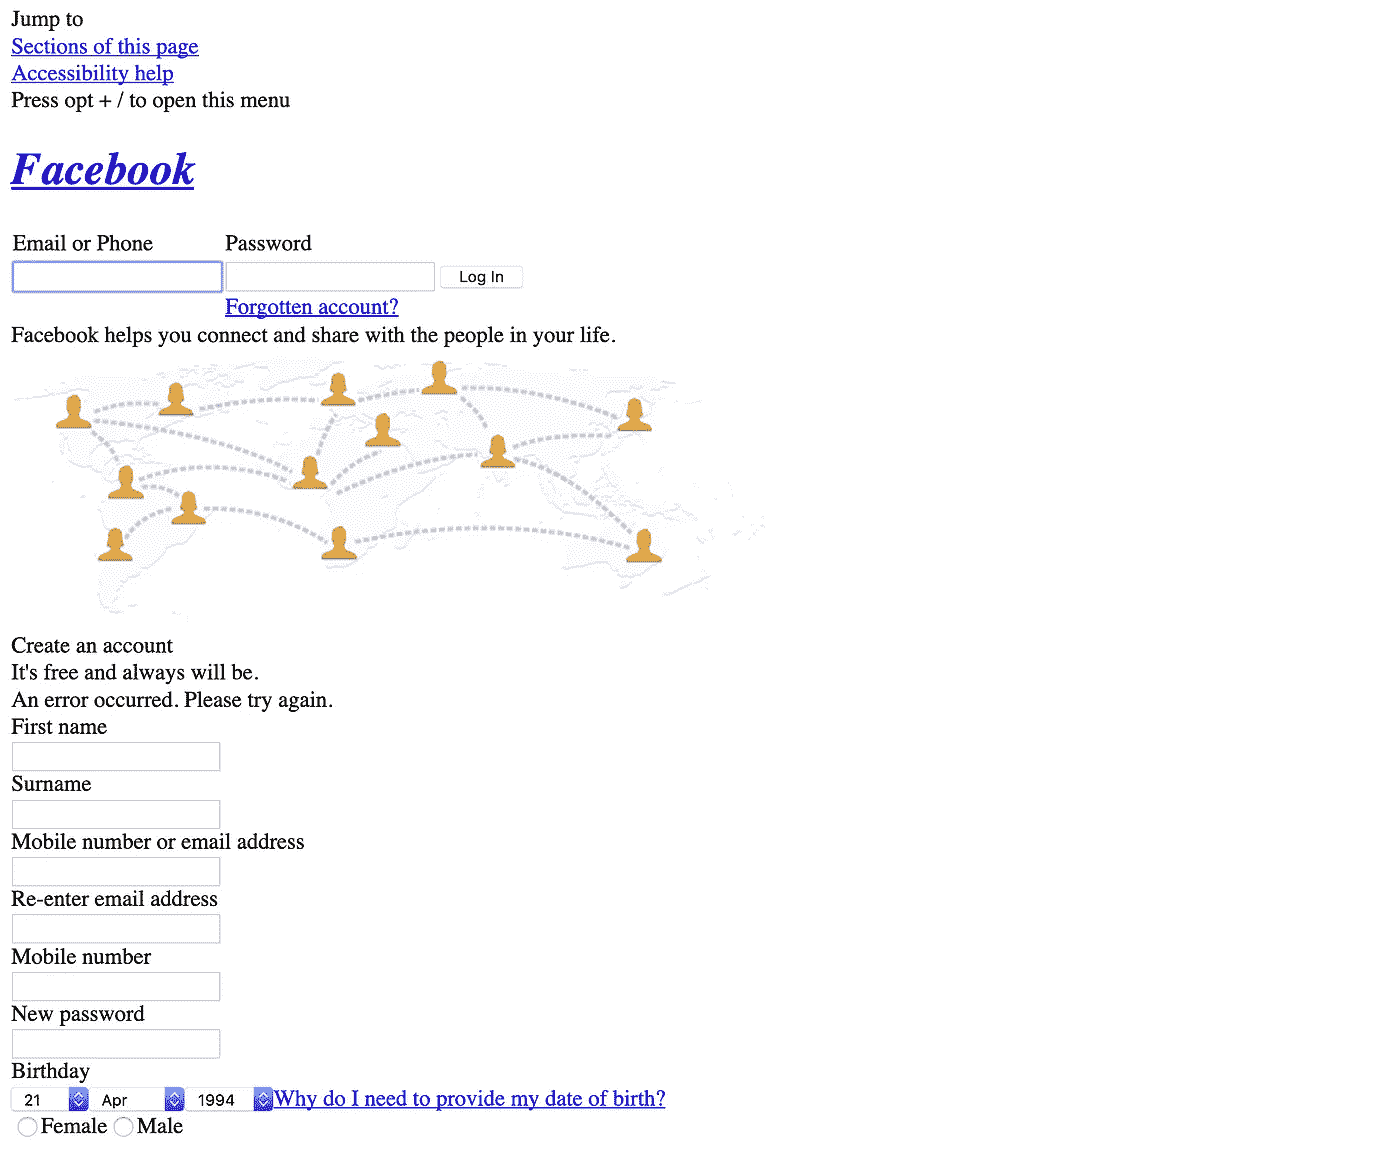 Jump to
Sections of this page
Accessibility help
Press opt + / to open this menu
Facebook
Email or Phone Password
Log In
Forgotten account?
Facebook helps you connect and share with the people in your life.
Create an account
It's free and always will be.
An error occurred. Please try again.
First name
Surname
Mobile number or email address
Re-enter email address
Mobile number
New password
Birthday
21 Apr 1994 Why do I need to provide my date of birth?
Female Male